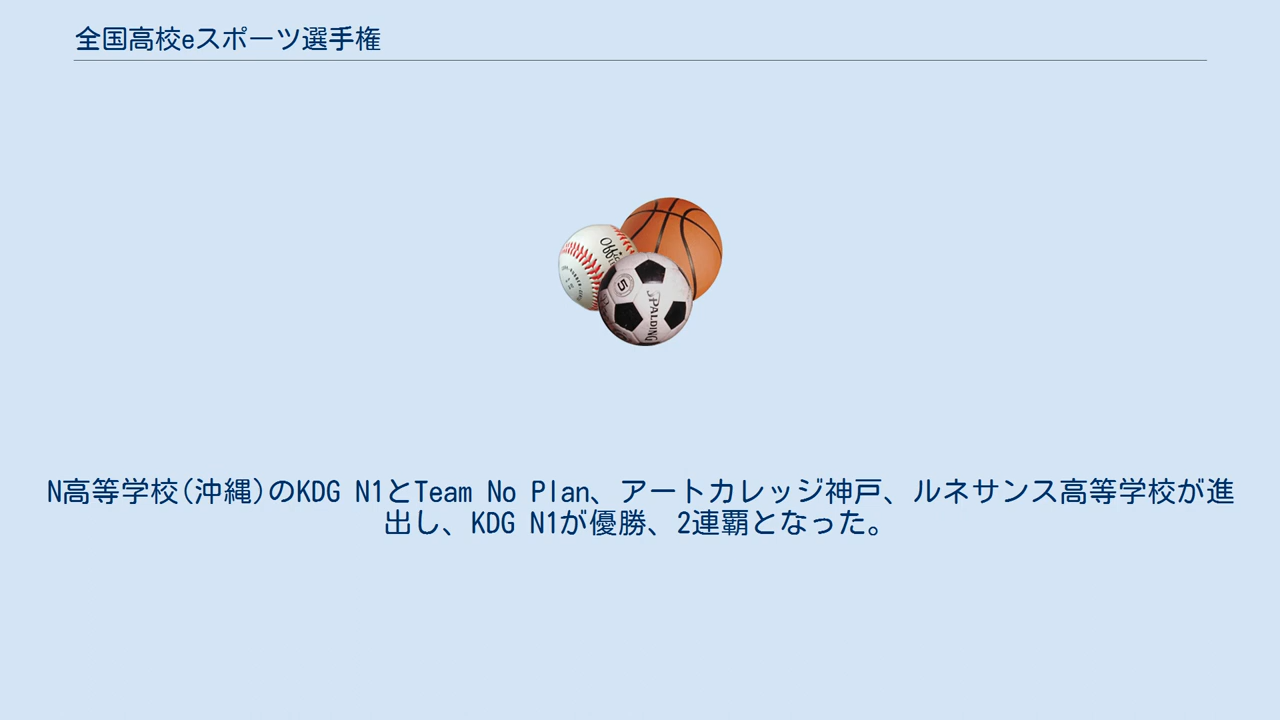 全国高校eスポーツ選手権
5
SPALDING
N高等学校(沖縄)のKDG N1とTeam No Plan、アートカレッジ神戸、ルネサンス高等学校が進
出し、KDG N1が優勝、2連覇となった。